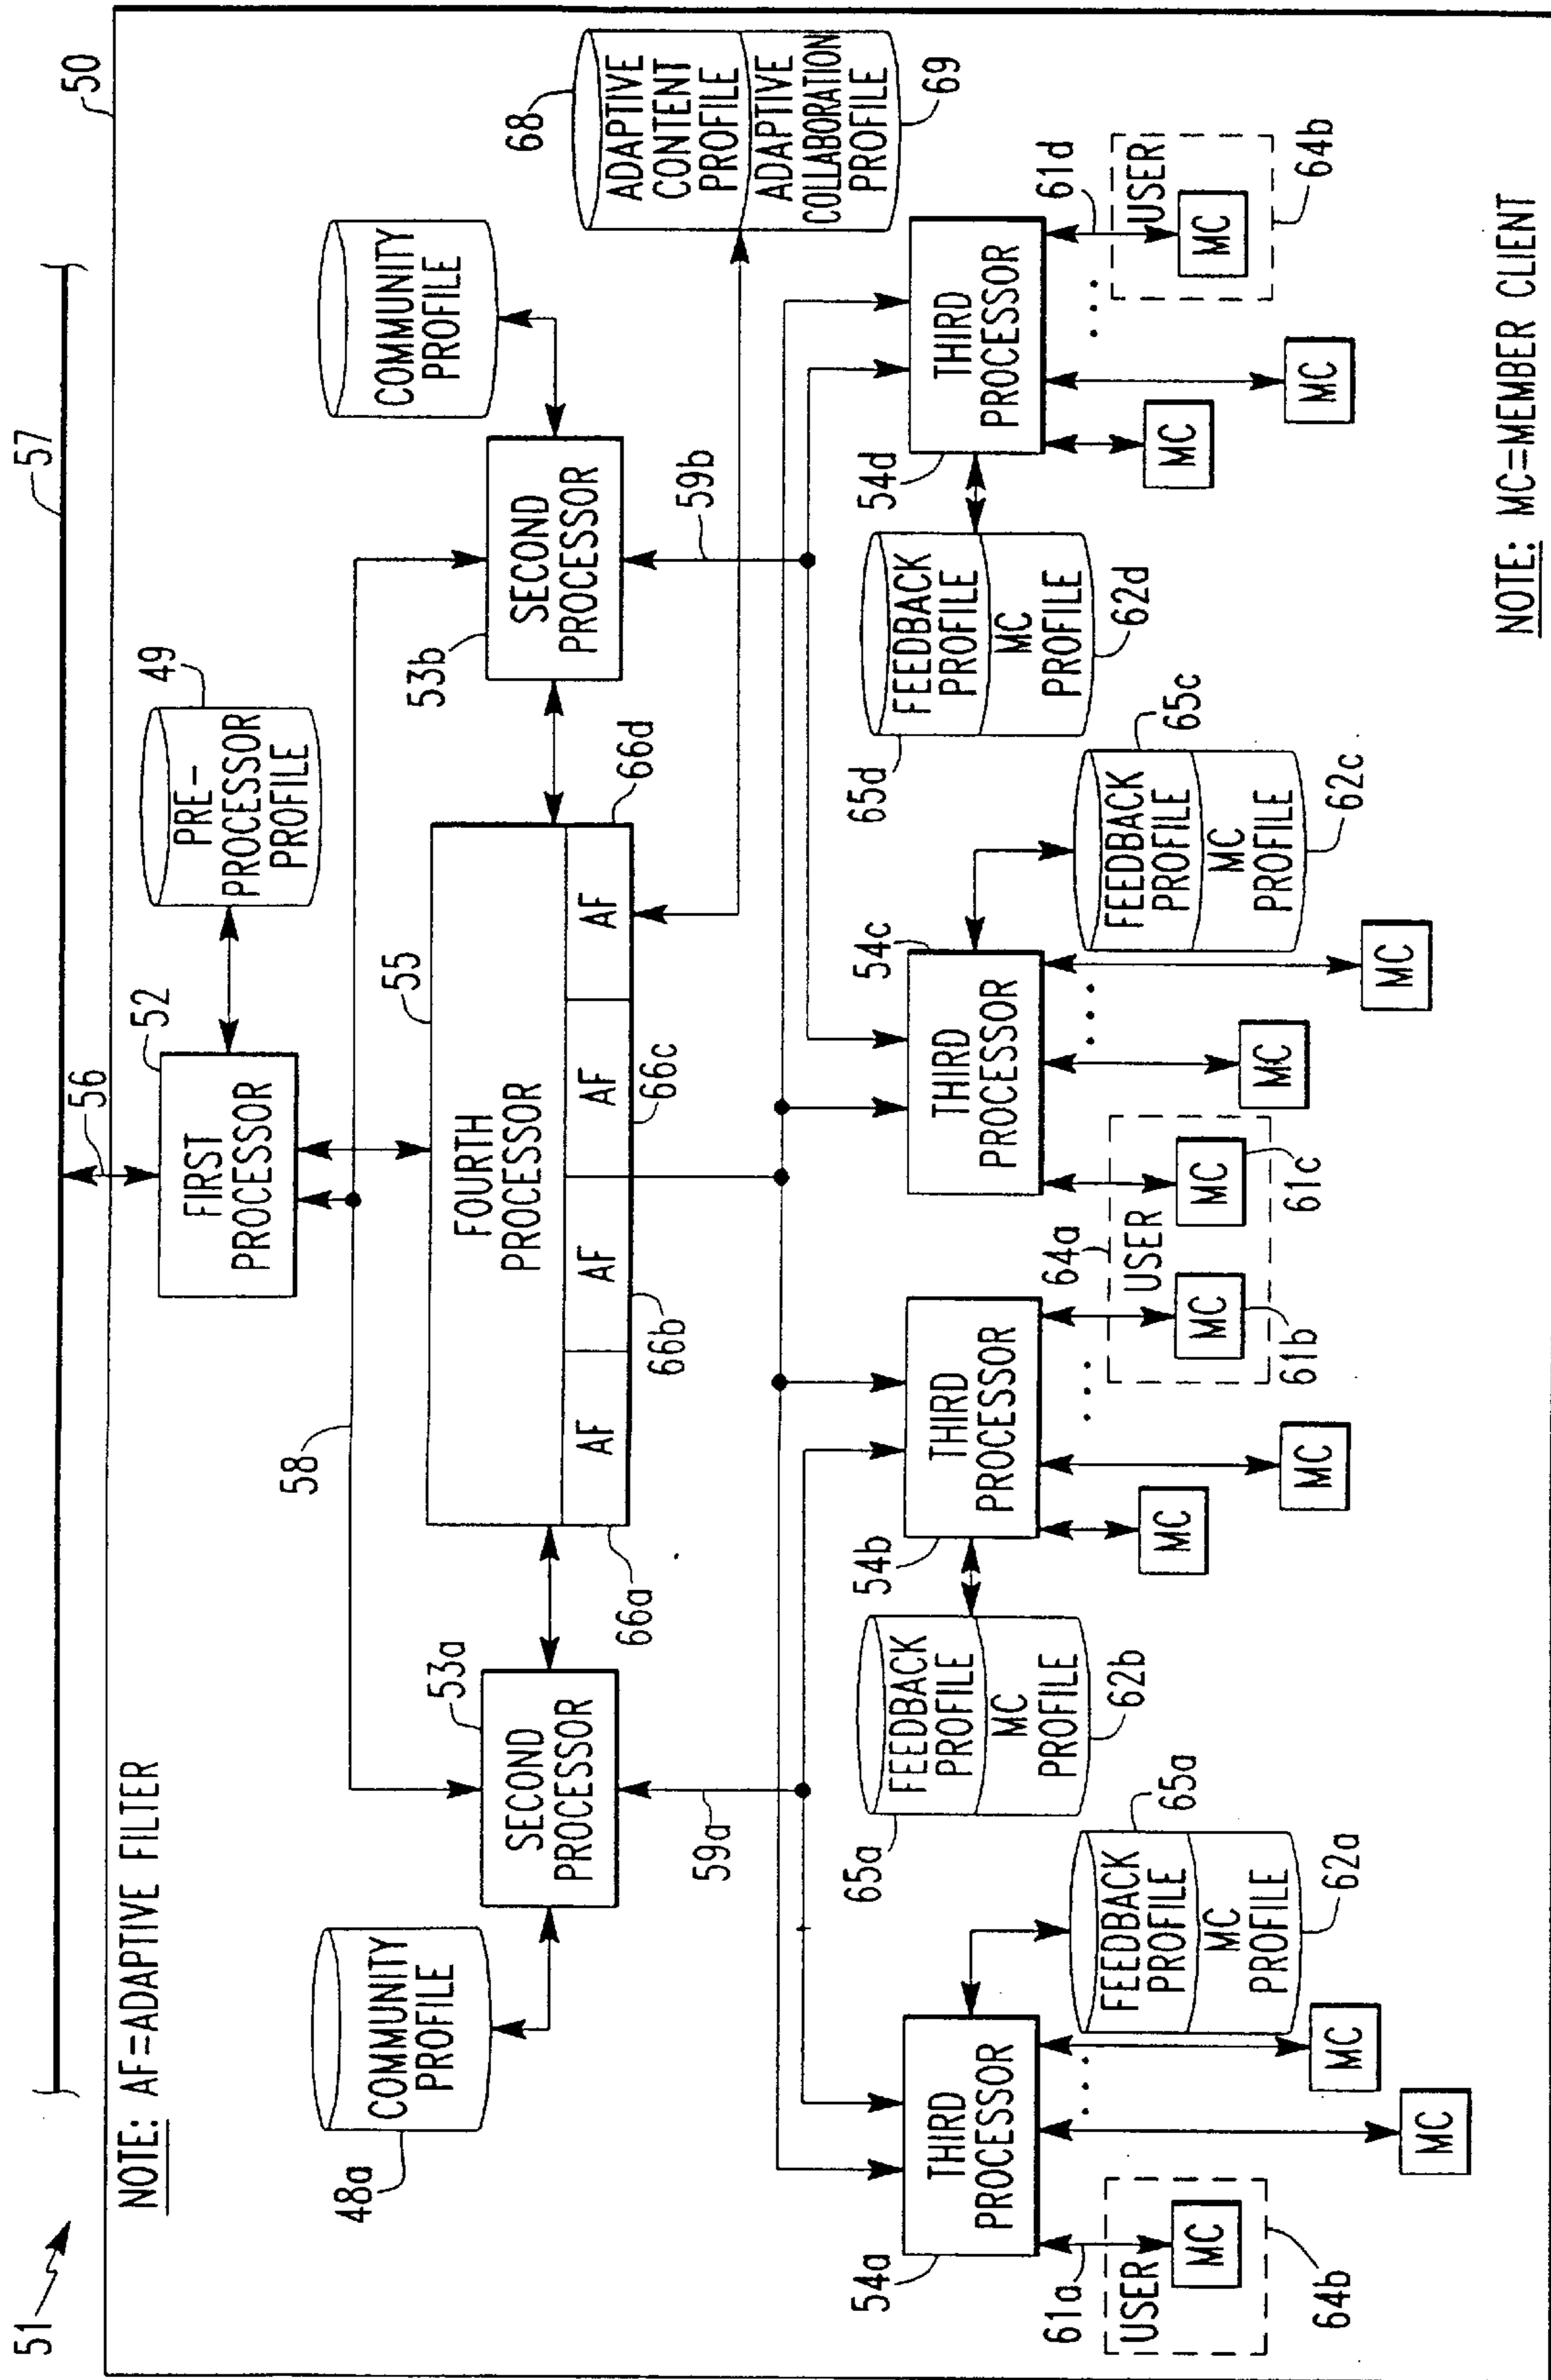 51
57
50
NOTE: AF=ADAPTIVE FILTER
56
52
FIRST
PROCESSOR
49
PRE-
PROCESSOR
PROFILE
58
48a
COMMUNITY
PROFILE
53a
SECOND
PROCESSOR
55
FOURTH
PROCESSOR
AF
AF
AF
AF
66a
66b
66c
66d
53b
SECOND
PROCESSOR
COMMUNITY
PROFILE
68
ADAPTIVE
CONTENT
PROFILE
ADAPTIVE
COLLABORATION
PROFILE
69
59a
59b
54a
THIRD
PROCESSOR
65a
FEEDBACK
PROFILE
MC
PROFILE
62a
61a
USER
MC
64b
MC
MC
65a
FEEDBACK
PROFILE
MC
PROFILE
62b
54b
THIRD
PROCESSOR
MC
MC
64a
USER
MC
61b
MC
61c
54c
THIRD
PROCESSOR
MC
MC
65c
FEEDBACK
PROFILE
MC
PROFILE
62c
65d
FEEDBACK
PROFILE
MC
PROFILE
62d
54d
THIRD
PROCESSOR
MC
MC
61d
USER
MC
64b
NOTE: MC=MEMBER CLIENT